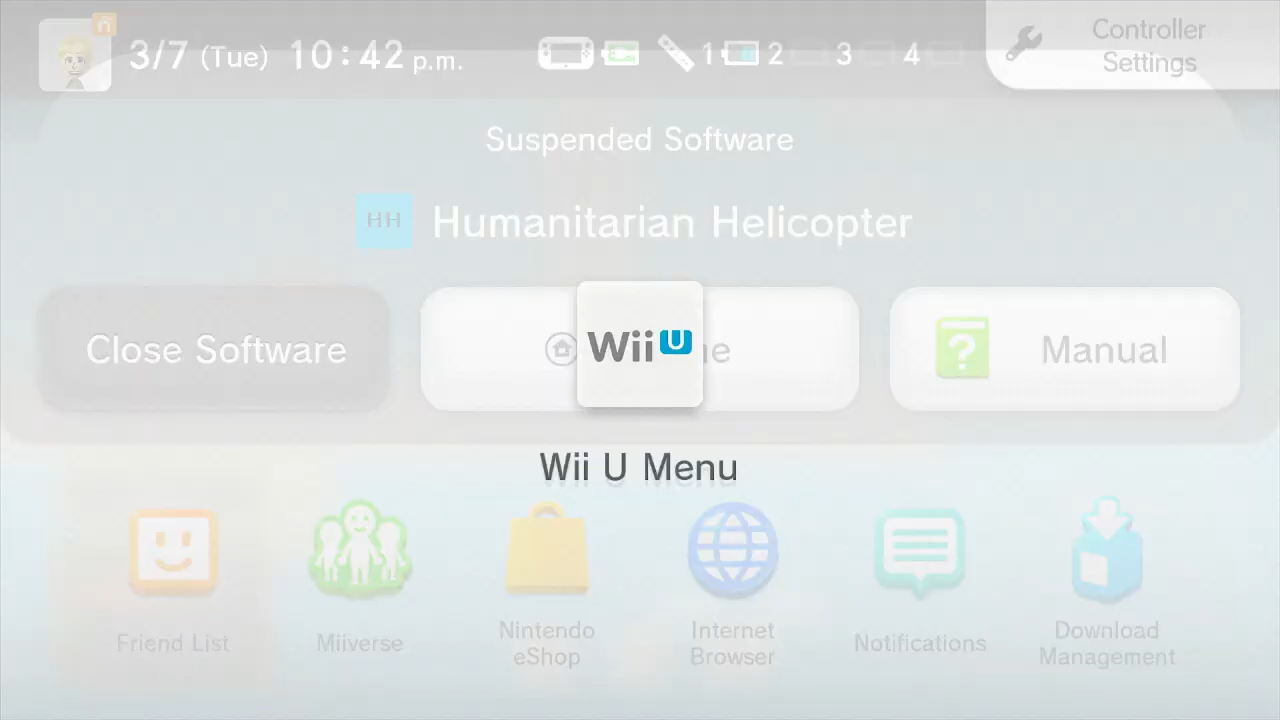 3/7 (Tue) 10:42 p.m.
1
2
3
4
Controller
Settings
Suspended Software
HH
Humanitarian Helicopter
Close Software
Wii U
Manual
Wii U Menu
Friend List
Miiverse
Nintendo
eShop
Internet
Browser
Notifications
Download
Management